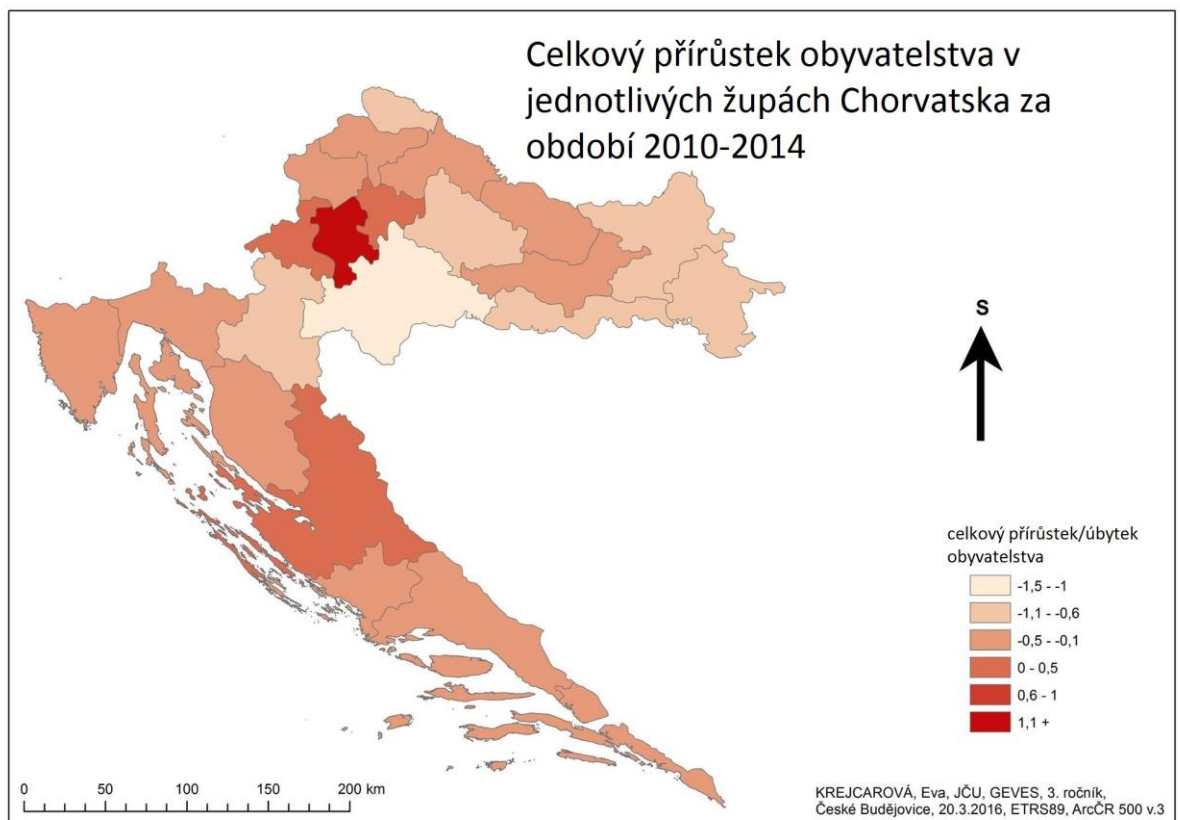 Celkový přírůstek obyvatelstva v
jednotlivých župách Chorvatska za
období 2010-2014
S
celkový přírůstek/úbytek
obyvatelstva
-1,5 - -1
-1,1 - -0,6
-0,5 - -0,1
0 - 0,5
0,6 - 1
1,1 +
0 50 100 150 200 km
KREJCAROVÁ, Eva, JČU, GEVES, 3. ročník,
České Budějovice, 20.3.2016, ETRS89, ArcČR 500 v.3